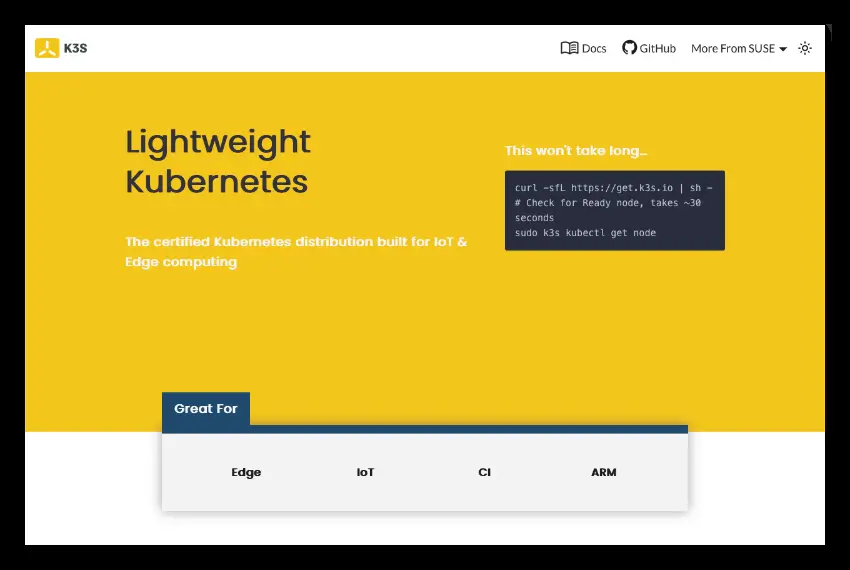 K3S
Docs
GitHub
More From SUSE
Lightweight
Kubernetes
The certified Kubernetes distribution built for IoT &
Edge computing
This won't take long...
curl -sfL https://get.k3s.io | sh -
# Check for Ready node, takes ~30
seconds
sudo k3s kubectl get node
Great For
Edge
IoT
CI
ARM